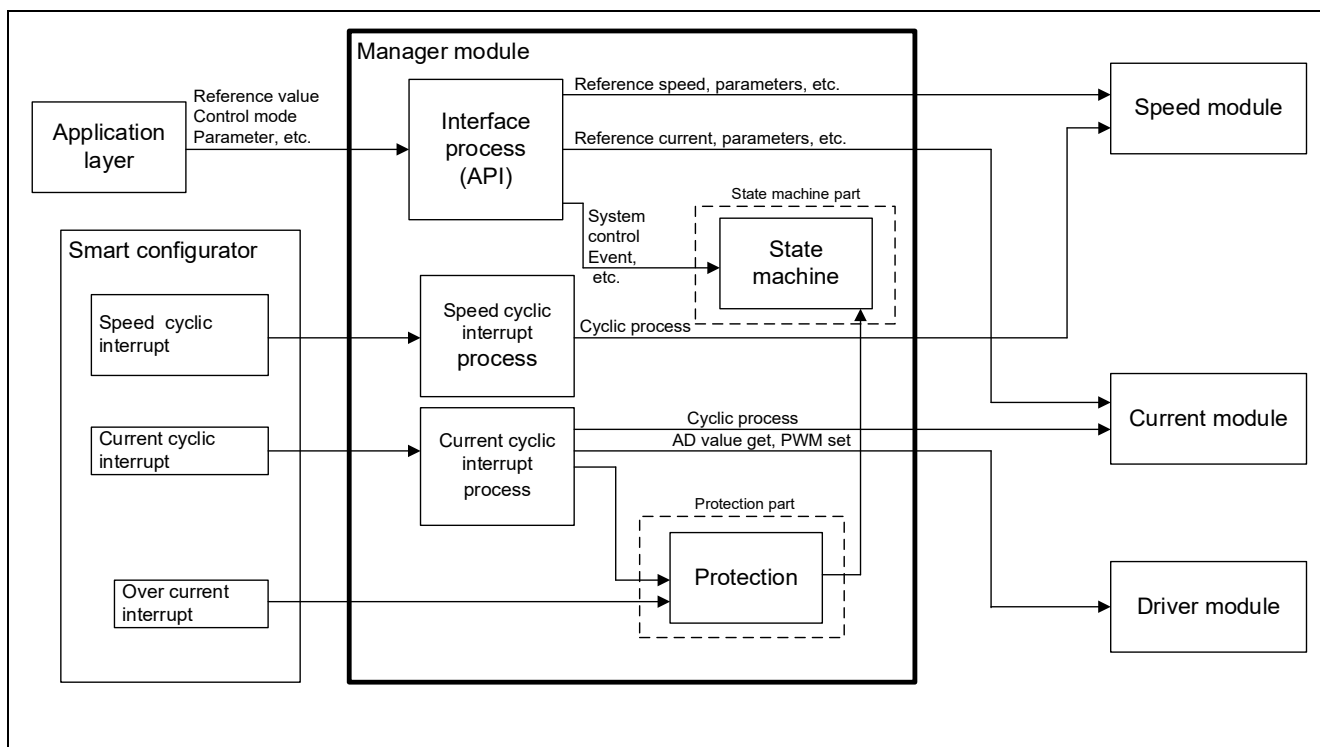 Manager module
Application
layer
Reference value
Control mode
Parameter, etc.
Interface
process
(API)
Reference speed, parameters, etc.
Reference current, parameters, etc.
Speed module
System
control
Event,
etc.
State machine part
State
machine
Smart configurator
Speed cyclic
interrupt
Speed cyclic
interrupt
process
Cyclic process
Current cyclic
interrupt
Current cyclic
interrupt
process
Cyclic process
AD value get, PWM set
Current module
Protection part
Protection
Over current
interrupt
Driver module